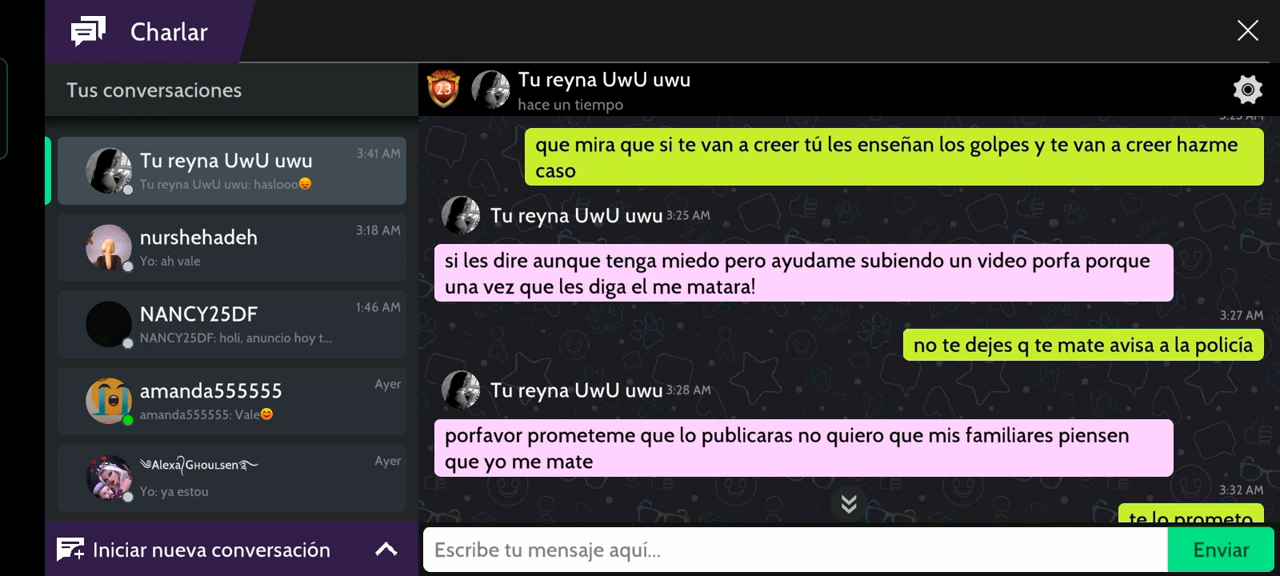 Charlar
Tus conversaciones
Tu reyna UwU uwu
3:41 AM
Tu reyna UwU uwu: haslooo😡
nurshehadeh
3:18 AM
Yo: ah vale
NANCY25DF
1:46 AM
NANCY25DF: holi, anuncio hoy t...
amanda555555
Ayer
amanda555555: Vale😊
༄Alexa᭄Ghoulsen࿐
Ayer
Yo: ya estou
Iniciar nueva conversación
23
Tu reyna UwU uwu
hace un tiempo
3:23 AM
que mira que si te van a creer tú les enseñan los golpes y te van a creer hazme
caso
Tu reyna UwU uwu 3:25 AM
si les dire aunque tenga miedo pero ayudame subiendo un video porfa porque
una vez que les diga el me matara!
3:27 AM
no te dejes q te mate avisa a la policía
Tu reyna UwU uwu 3:28 AM
porfavor prometeme que lo publicaras no quiero que mis familiares piensen
que yo me mate
3:32 AM
te lo prometo
Escribe tu mensaje aquí...
Enviar